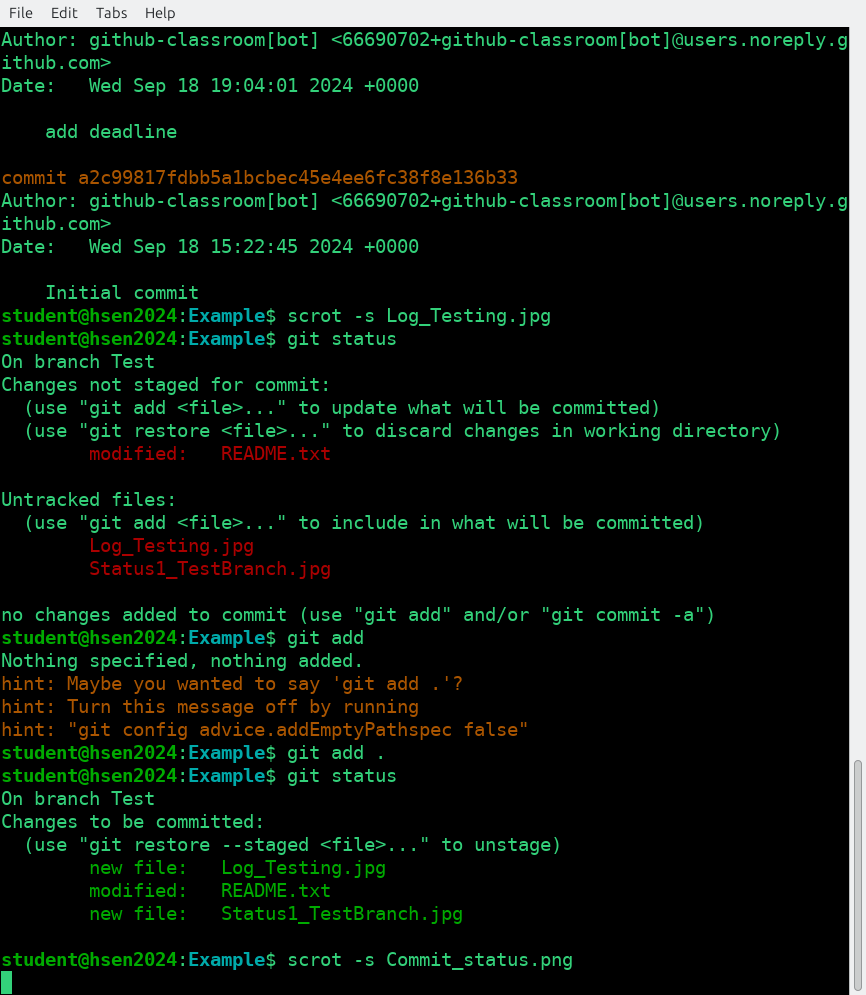 File Edit Tabs Help
Author: github-classroom[bot] <66690702+github-classroom[bot]@users.noreply.g
ithub.com>
Date:   Wed Sep 18 19:04:01 2024 +0000
    add deadline
commit a2c99817fdbb5a1bcbec45e4ee6fc38f8e136b33
Author: github-classroom[bot] <66690702+github-classroom[bot]@users.noreply.g
ithub.com>
Date:   Wed Sep 18 15:22:45 2024 +0000
    Initial commit
student@hsen2024:Example$ scrot -s Log_Testing.jpg
student@hsen2024:Example$ git status
On branch Test
Changes not staged for commit:
  (use "git add <file>..." to update what will be committed)
  (use "git restore <file>..." to discard changes in working directory)
        modified:   README.txt
Untracked files:
  (use "git add <file>..." to include in what will be committed)
        Log_Testing.jpg
        Status1_TestBranch.jpg
no changes added to commit (use "git add" and/or "git commit -a")
student@hsen2024:Example$ git add
Nothing specified, nothing added.
hint: Maybe you wanted to say 'git add .'?
hint: Turn this message off by running
hint: "git config advice.addEmptyPathspec false"
student@hsen2024:Example$ git add .
student@hsen2024:Example$ git status
On branch Test
Changes to be committed:
  (use "git restore --staged <file>..." to unstage)
        new file:   Log_Testing.jpg
        modified:   README.txt
        new file:   Status1_TestBranch.jpg
student@hsen2024:Example$ scrot -s Commit_status.png